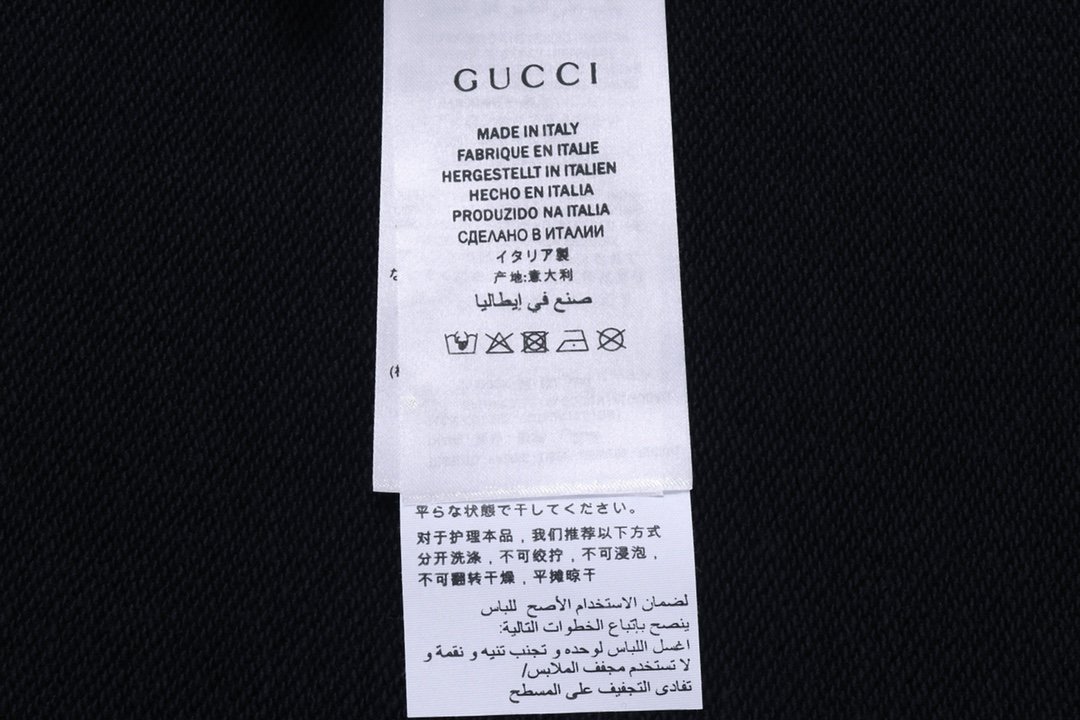 GUCCI
MADE IN ITALY
FABRIQUE EN ITALIE
HERGESTELLT IN ITALIEN
HECHO EN ITALIA
PRODUZIDO NA ITALIA
СДЕЛАНО В ИТАЛИИ
イタリア製
产地:意大利
صنع في إيطاليا
平らな状態で干してください。
对于护理本品，我们推荐以下方式
分开洗涤，不可绞拧，不可浸泡，
不可翻转干燥，平摊晾干
لضمان الاستخدام الأصح للباس
ينصح بإتباع الخطوات التالية:
اغسل اللباس لوحده و تجنب تنيه و نقمة و
لا تستخدم مجفف الملابس/
تفادى التجفيف على المسطح